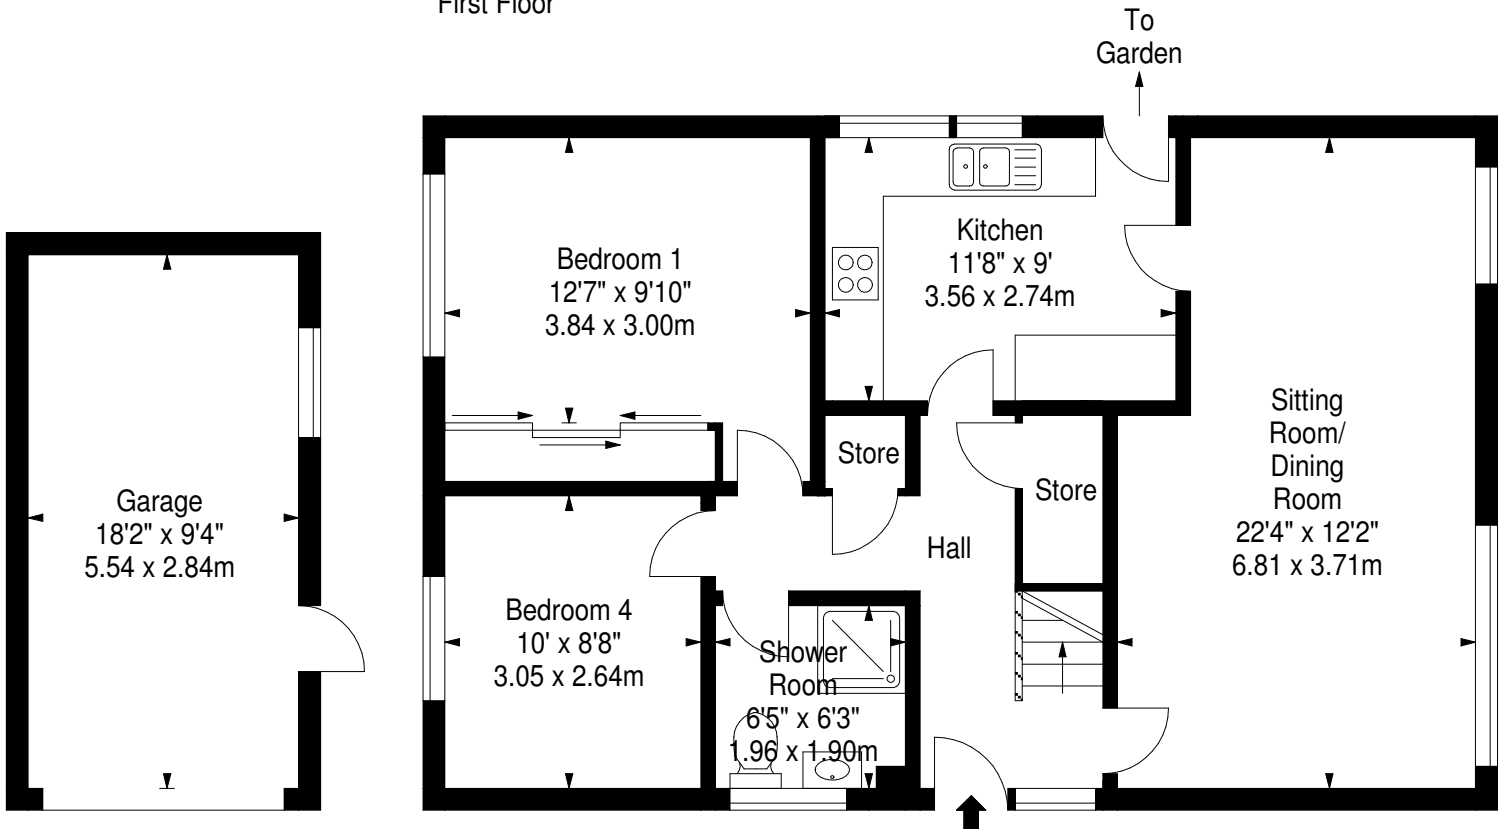 First Floor
To
Garden
Bedroom 1
12'7" x 9'10"
3.84 x 3.00m
Kitchen
11'8" x 9'
3.56 x 2.74m
Sitting
Room/
Dining
Room
22'4" x 12'2"
6.81 x 3.71m
Store
Store
Garage
18'2" x 9'4"
5.54 x 2.84m
Hall
Bedroom 4
10' x 8'8"
3.05 x 2.64m
Shower
Room
6'5" x 6'3"
1.96 x 1.90m